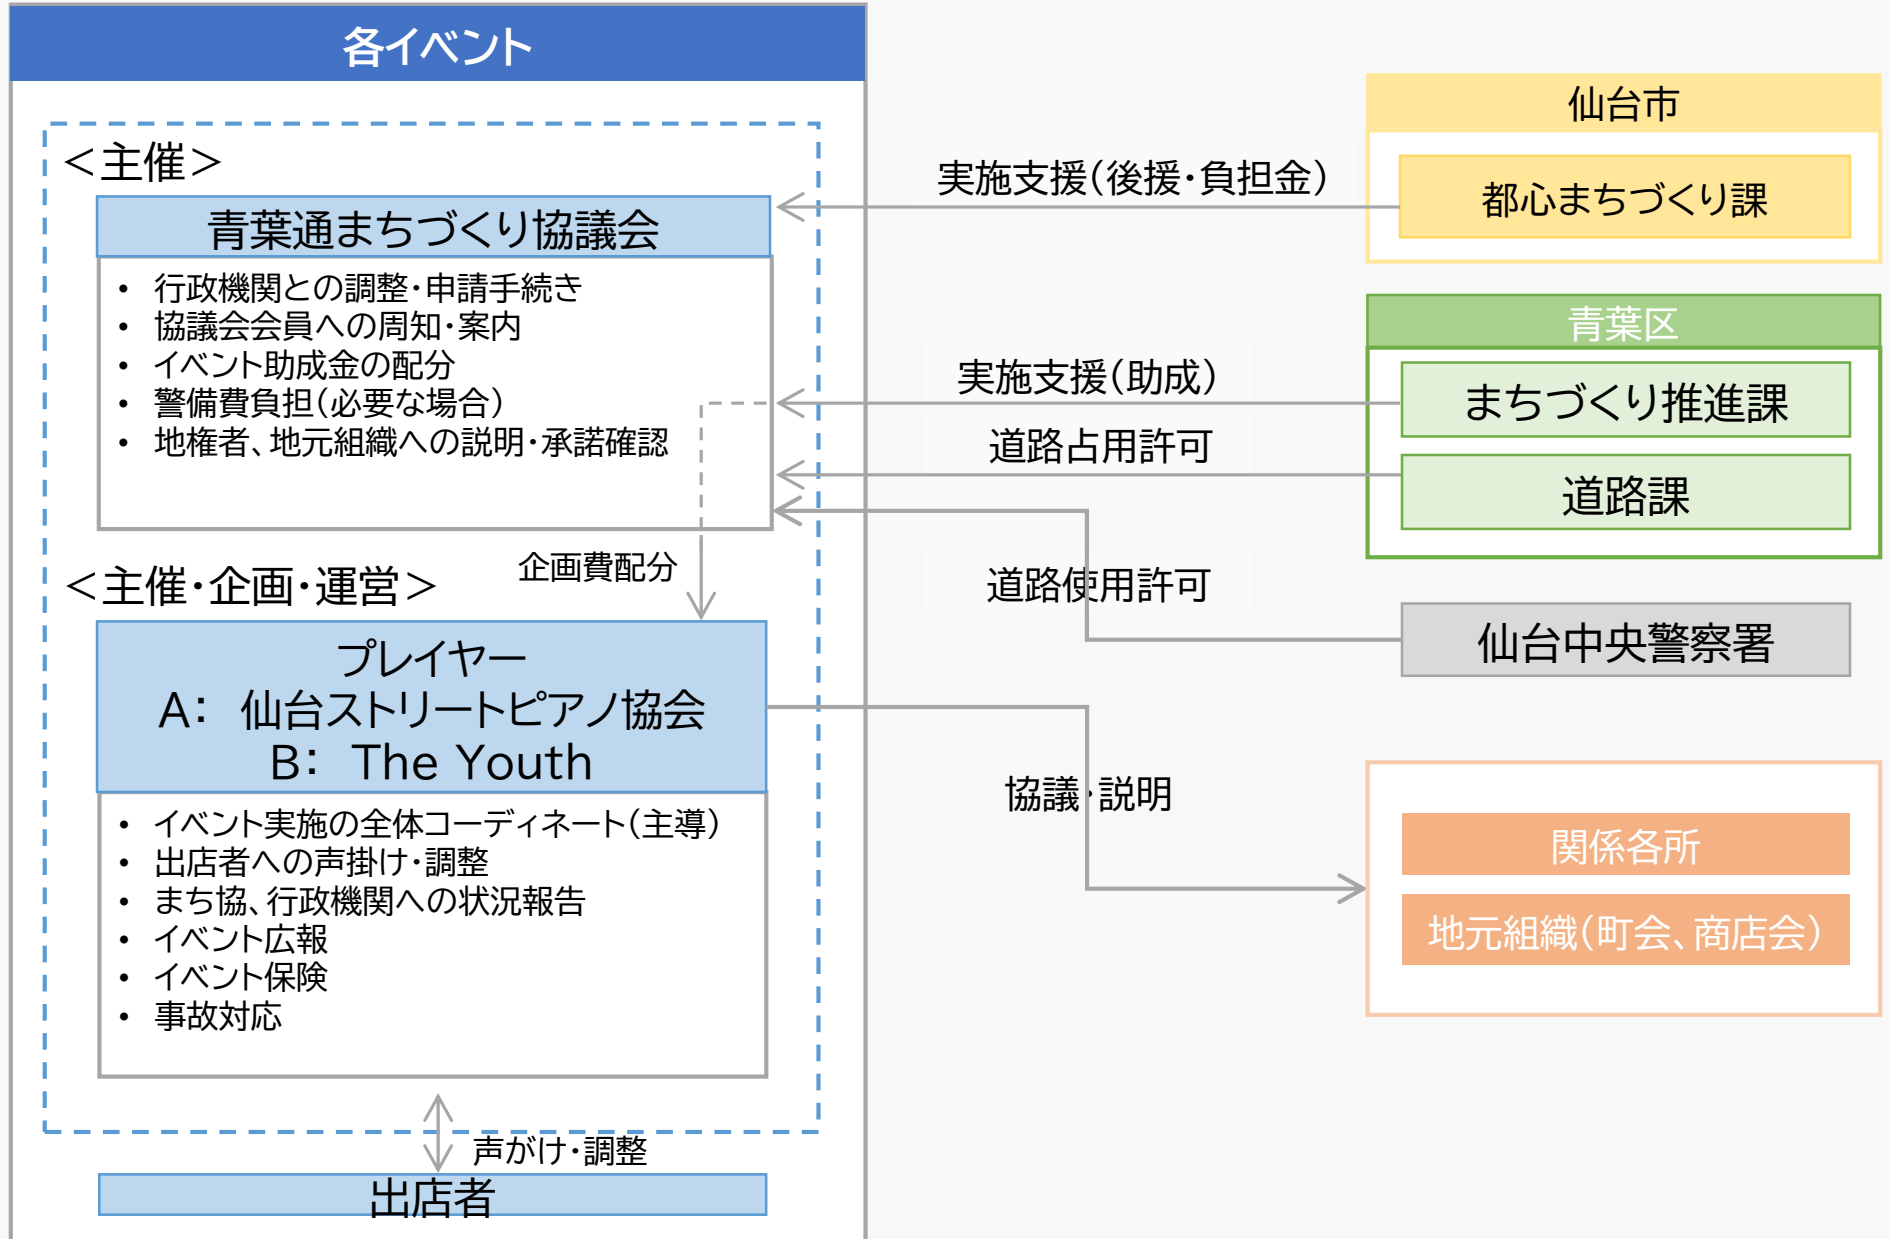 各イベント
＜主催＞
青葉通まちづくり協議会
• 行政機関との調整・申請手続き
• 協議会会員への周知・案内
• イベント助成金の配分
• 警備費負担（必要な場合）
• 地権者、地元組織への説明・承諾確認
企画費配分
＜主催・企画・運営＞
プレイヤー
A： 仙台ストリートピアノ協会
B： The Youth
• イベント実施の全体コーディネート（主導）
• 出店者への声掛け・調整
• まち協、行政機関への状況報告
• イベント広報
• イベント保険
• 事故対応
声がけ・調整
出店者
実施支援（後援・負担金）
実施支援（助成）
道路占用許可
道路使用許可
協議・説明
仙台市
都心まちづくり課
青葉区
まちづくり推進課
道路課
仙台中央警察署
関係各所
地元組織（町会、商店会）